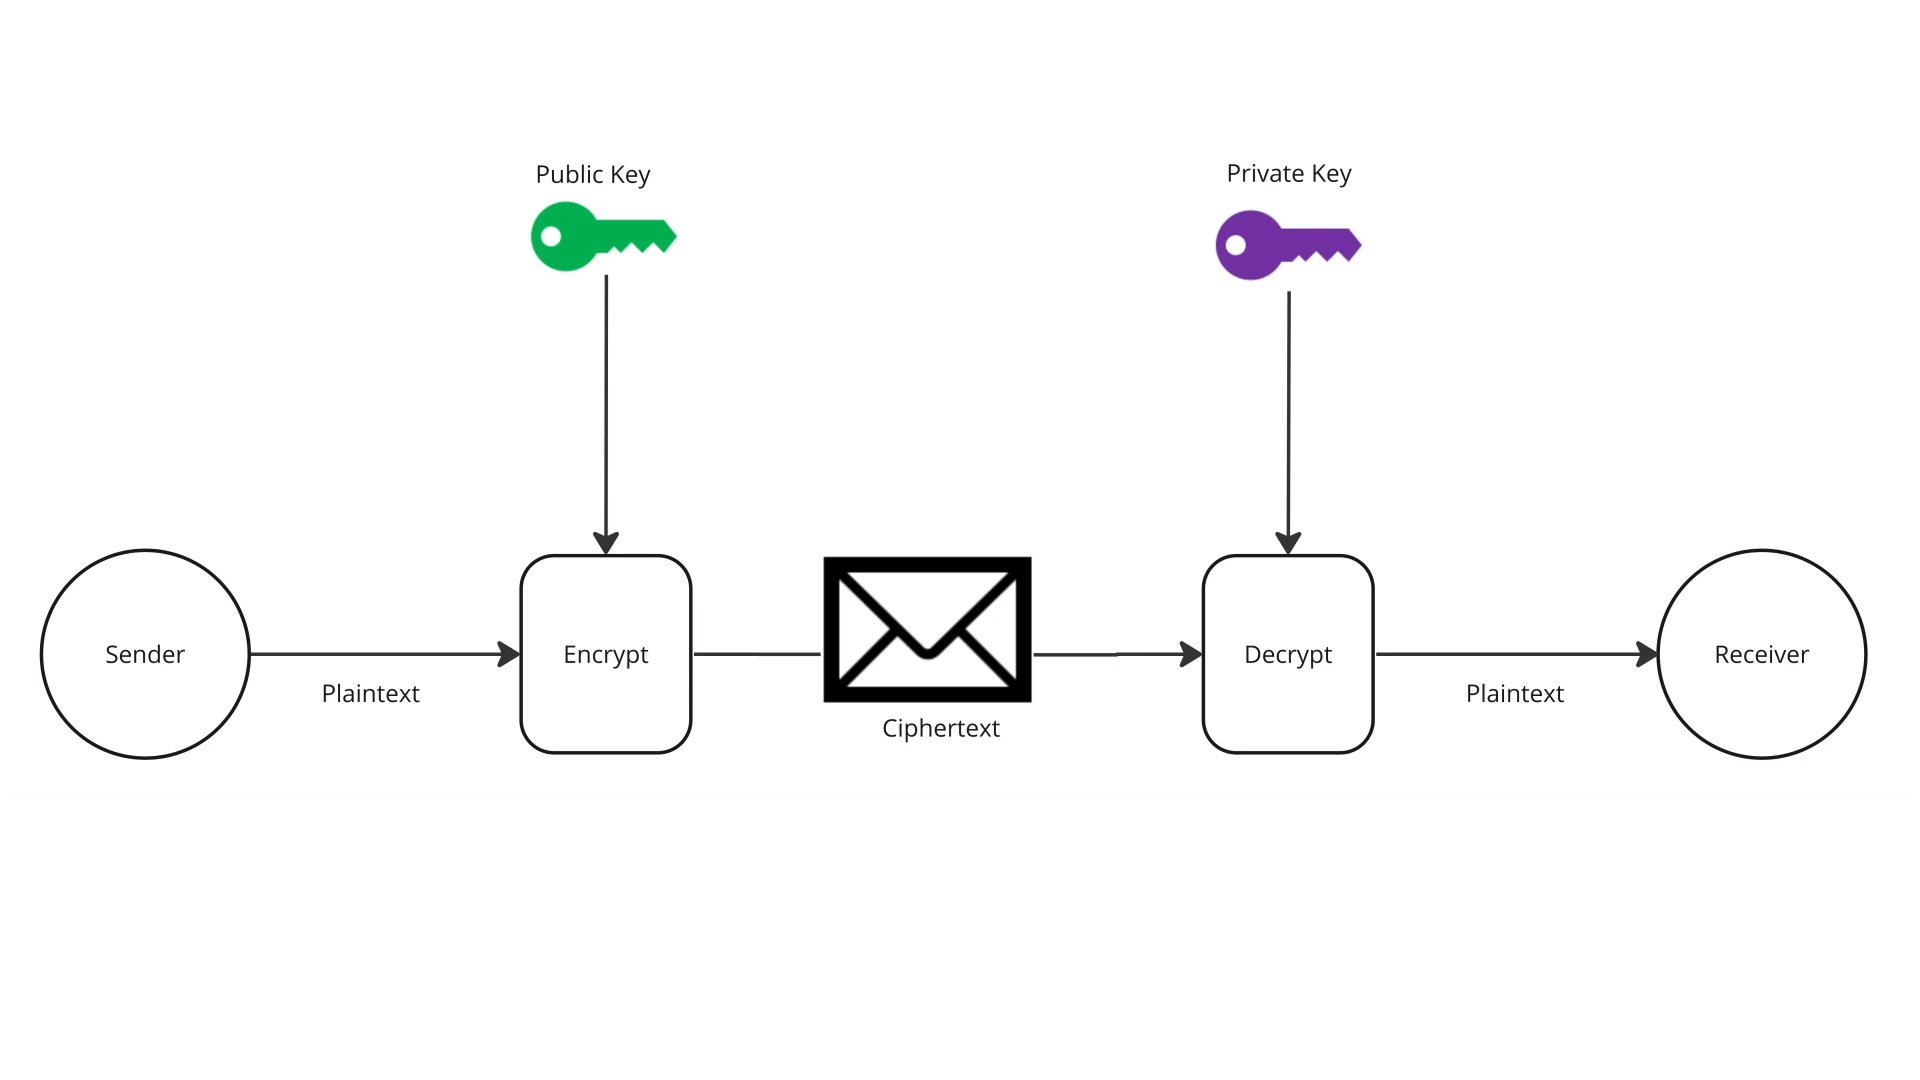 Public Key
Private Key
Sender
Plaintext
Encrypt
Ciphertext
Decrypt
Plaintext
Receiver